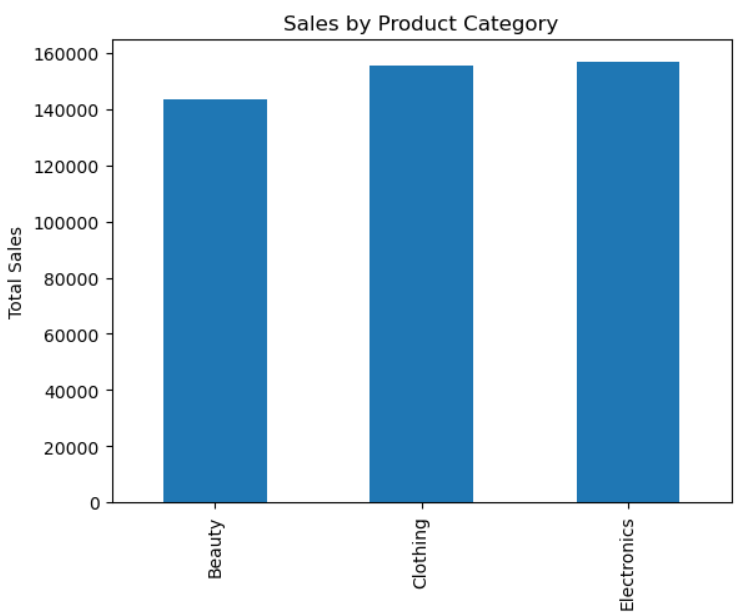 Sales by Product Category
Total Sales
160000
140000
120000
100000
80000
60000
40000
20000
0
Beauty
Clothing
Electronics